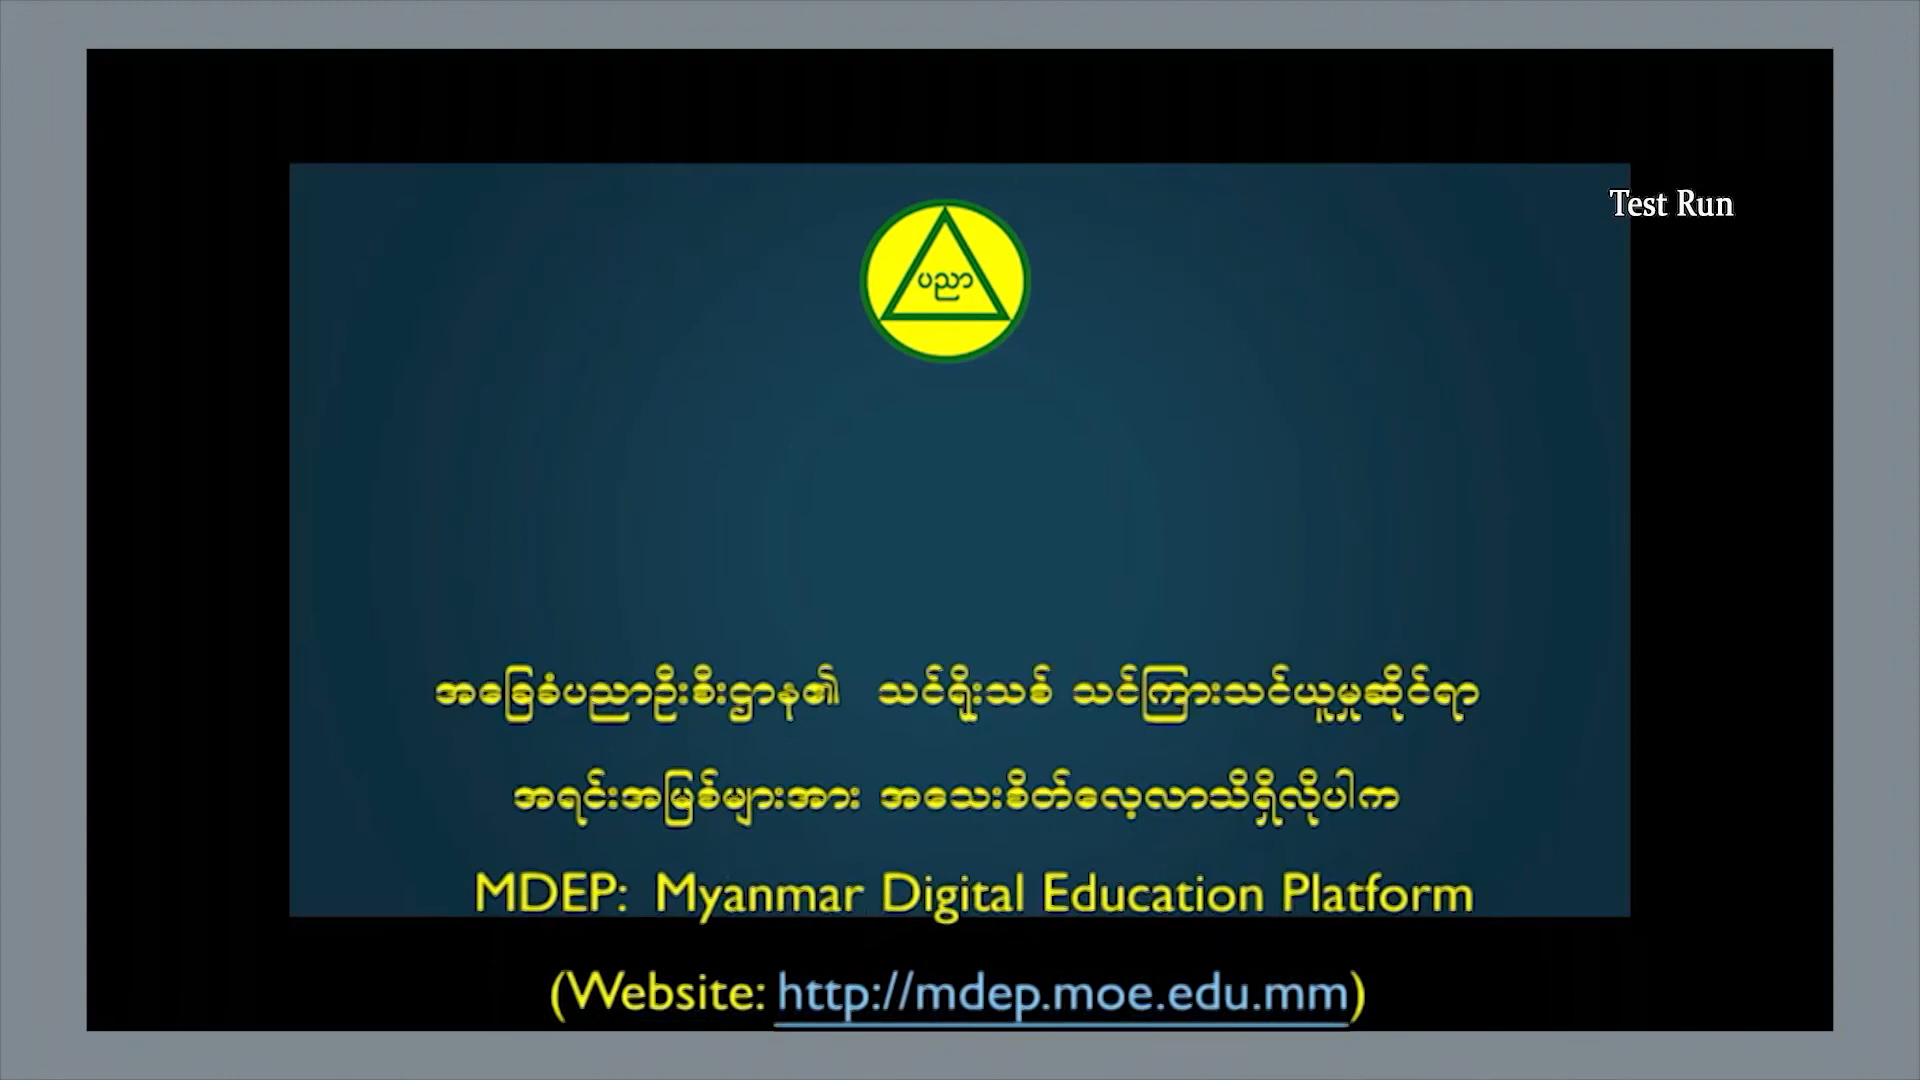 Test Run
ပညာ
အခြေခံပညာဦးစီးဌာန၏ သင်ရိုးသစ် သင်ကြားသင်ယူမှုဆိုင်ရာ
အရင်းအမြစ်များအား အသေးစိတ်လေ့လာသိရှိလိုပါက
MDEP: Myanmar Digital Education Platform
(Website: http://mdep.moe.edu.mm)